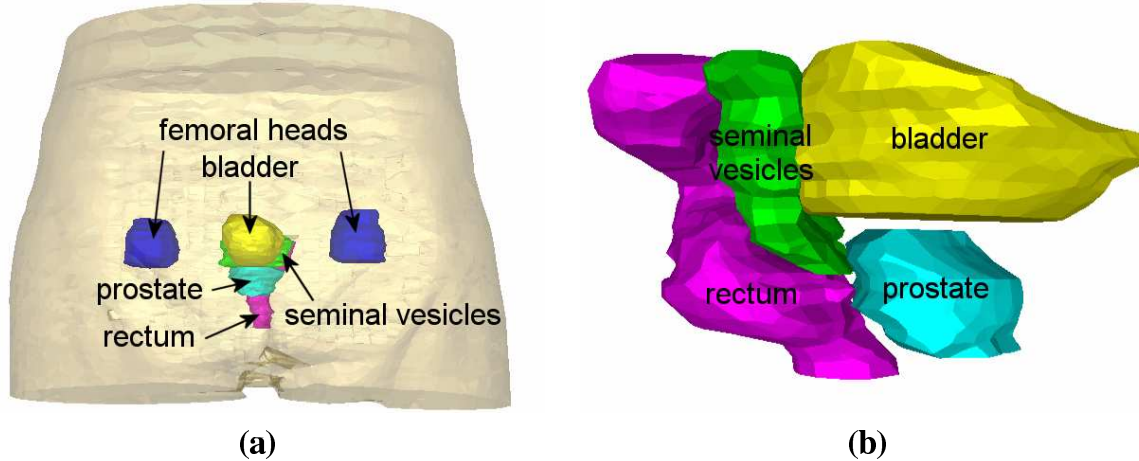 femoral heads
bladder
prostate
seminal vesicles
rectum
(a)
seminal
vesicles
bladder
rectum
prostate
(b)